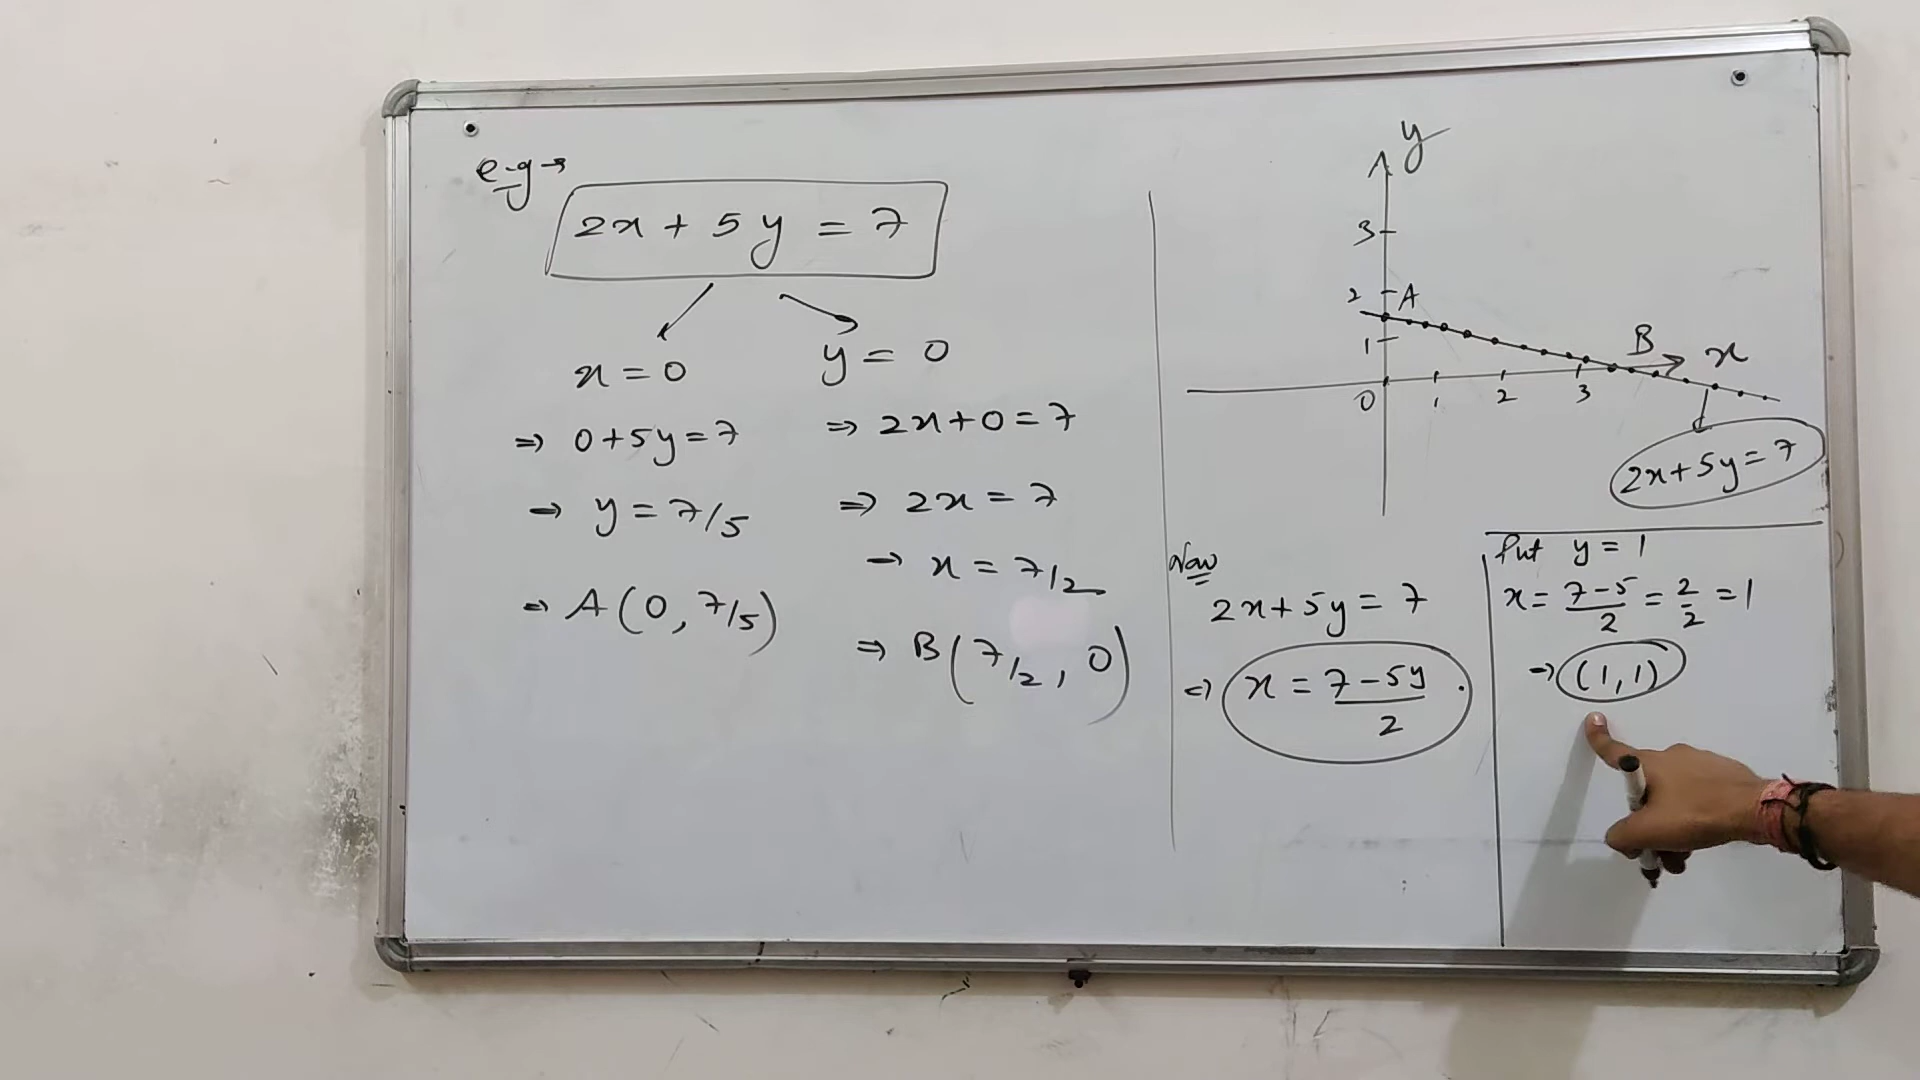 e.g→
2x + 5y = 7
x = 0
⇒ 0 + 5y = 7
→ y = 7/5
⇒ A(0, 7/5)
y = 0
⇒ 2x + 0 = 7
⇒ 2x = 7
→ x = 7/2
⇒ B(7/2, 0)
y
3
2 A
1
B x
0 1 2 3
2x + 5y = 7
Now
2x + 5y = 7
⇒ x = (7 - 5y)/2 .
Put y = 1
x = (7 - 5)/2 = 2/2 = 1
→ (1, 1)